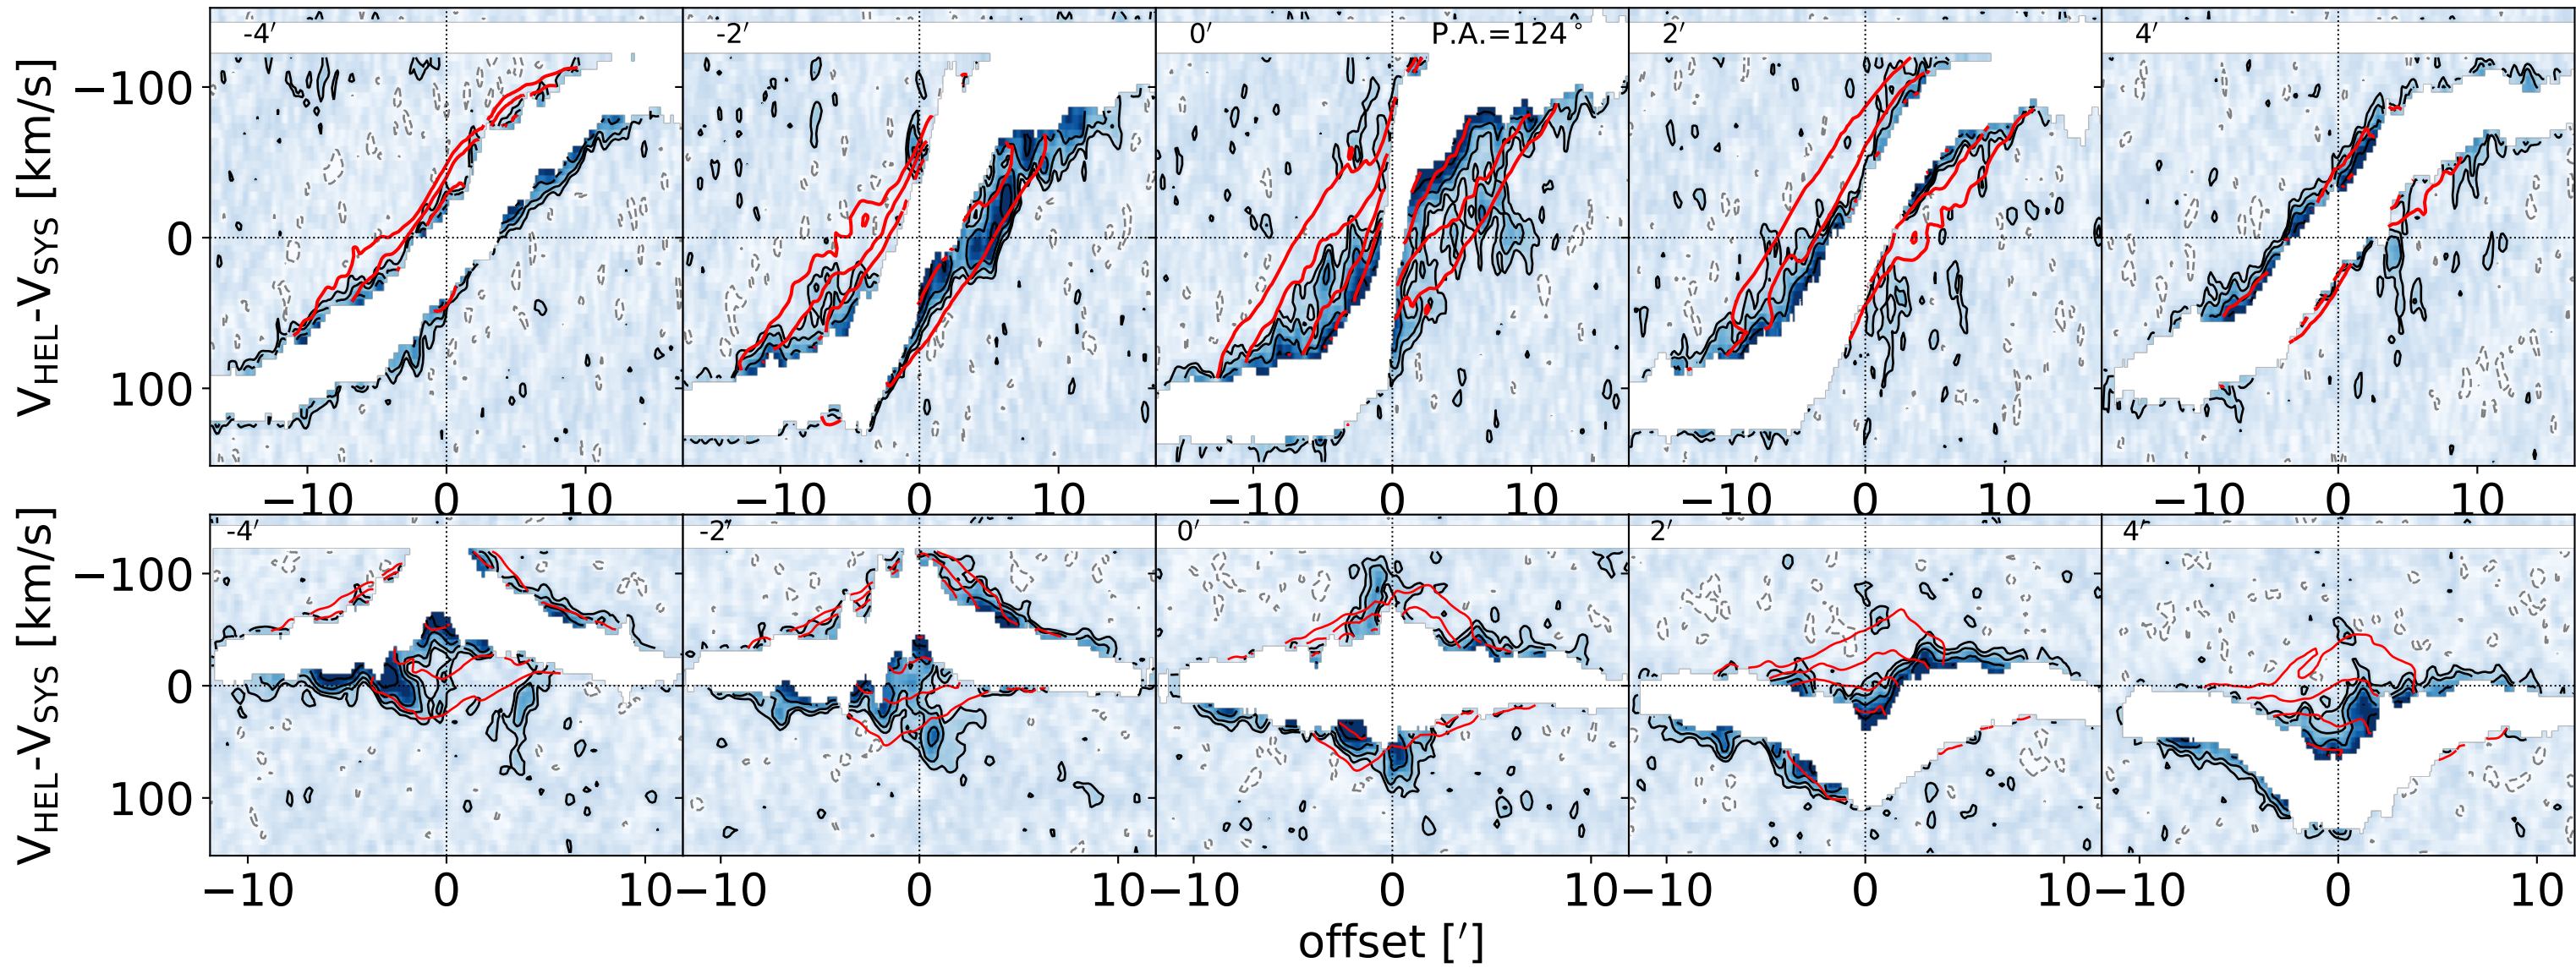 -4′ -2′ 0′ P.A.=124° 2′ 4′
V_HEL-V_SYS [km/s]
−100
0
100
−10 0 10 −10 0 10 −10 0 10 −10 0 10 −10 0 10
-4′ -2′ 0′ 2′ 4′
V_HEL-V_SYS [km/s]
−100
0
100
−10 0 10 −10 0 10 −10 0 10 −10 0 10 −10 0 10
offset [′]